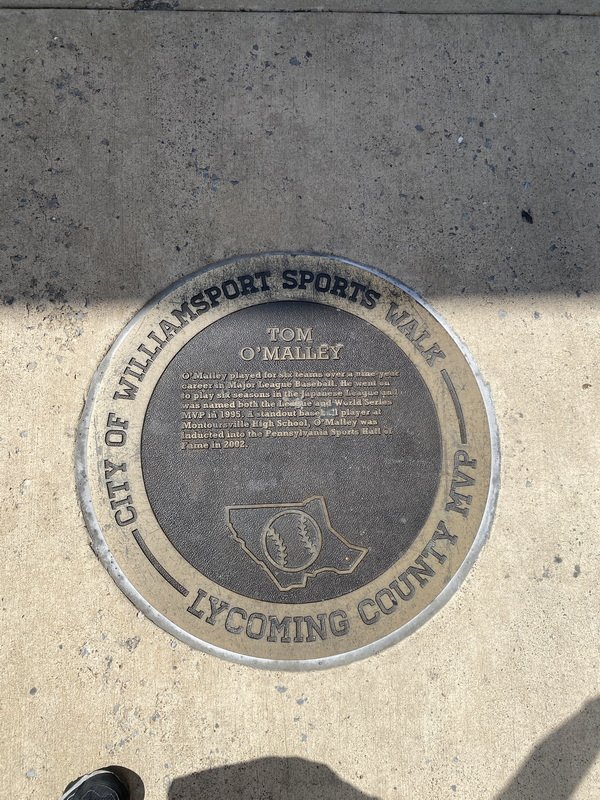 CITY OF WILLIAMSPORT SPORTS WALK
TOM
O'MALLEY
O'Malley played for six teams over a nine-year
career in Major League Baseball. He went on
to play six seasons in the Japanese League and
was named both the League and World Series
MVP in 1995. A standout baseball player at
Montoursville High School, O'Malley was
inducted into the Pennsylvania Sports Hall of
Fame in 2002.
LYCOMING COUNTY MVP